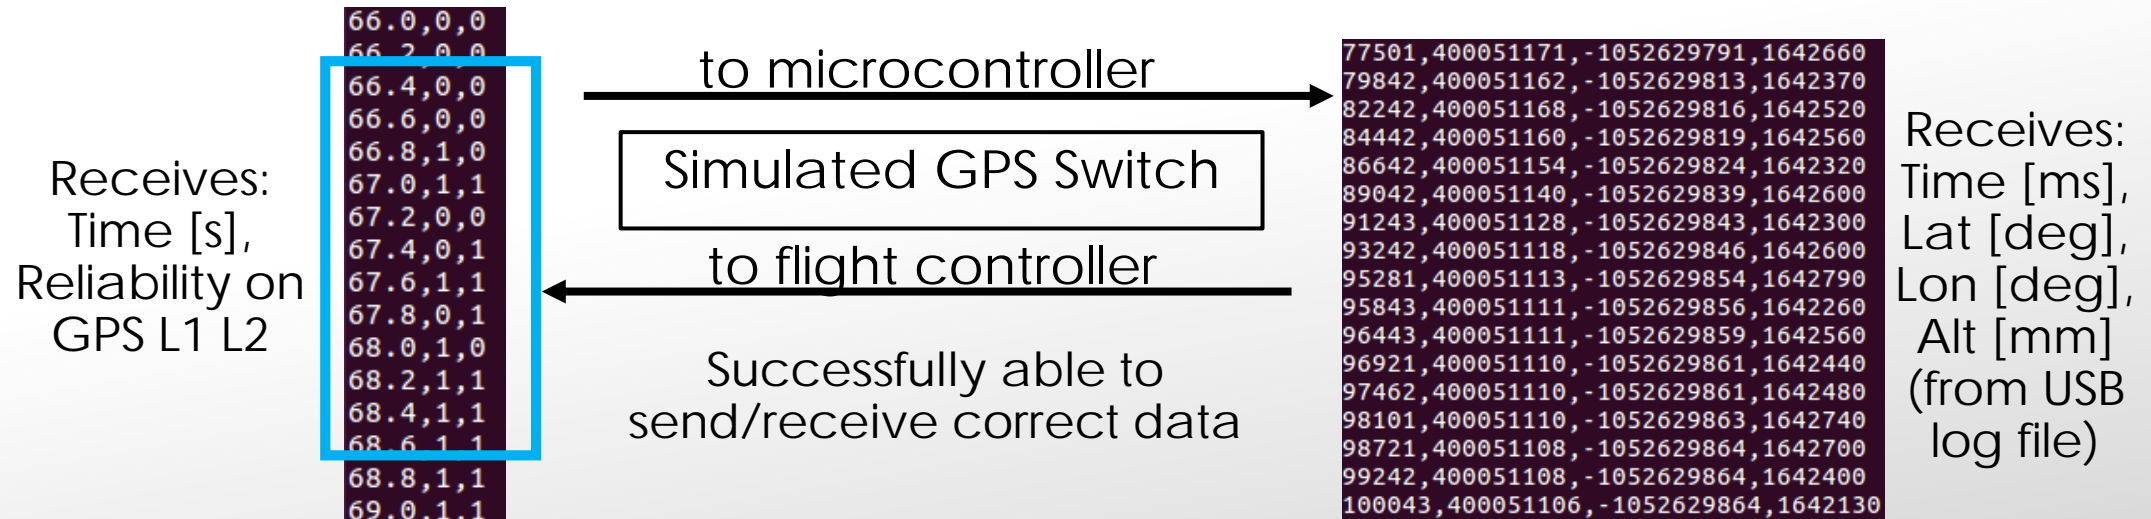 Receives:
Time [s],
Reliability on
GPS L1 L2
66.0,0,0
66.2,0,0
66.4,0,0
66.6,0,0
66.8,1,0
67.0,1,1
67.2,0,0
67.4,0,1
67.6,1,1
67.8,0,1
68.0,1,0
68.2,1,1
68.4,1,1
68.6,1,1
68.8,1,1
69.0,1,1
to microcontroller
Simulated GPS Switch
to flight controller
Successfully able to
send/receive correct data
77501,400051171,-1052629791,1642660
79842,400051162,-1052629813,1642370
82242,400051168,-1052629816,1642520
84442,400051160,-1052629819,1642560
86642,400051154,-1052629824,1642320
89042,400051140,-1052629839,1642600
91243,400051128,-1052629843,1642300
93242,400051118,-1052629846,1642600
95281,400051113,-1052629854,1642790
95843,400051111,-1052629856,1642260
96443,400051111,-1052629859,1642560
96921,400051110,-1052629861,1642440
97462,400051110,-1052629861,1642480
98101,400051110,-1052629863,1642740
98721,400051108,-1052629864,1642700
99242,400051108,-1052629864,1642400
100043,400051106,-1052629864,1642130
Receives:
Time [ms],
Lat [deg],
Lon [deg],
Alt [mm]
(from USB
log file)